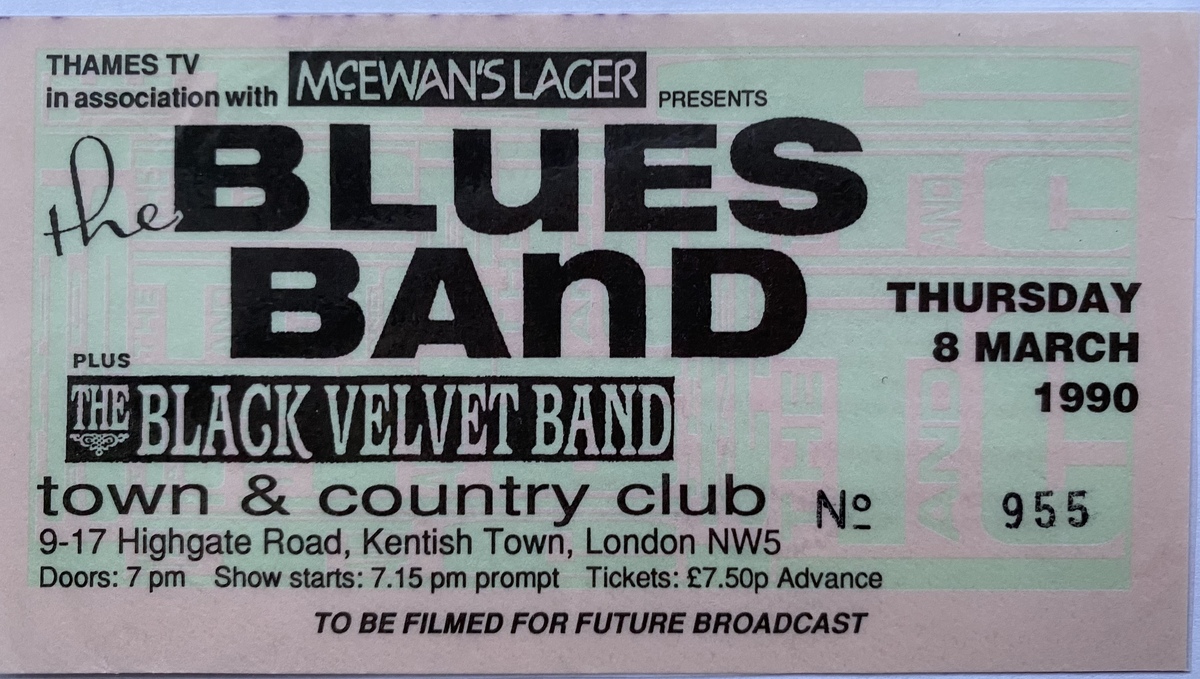 THAMES TV
in association with McEWAN'S LAGER PRESENTS
the BLuES
BAnD
THURSDAY
8 MARCH
1990
PLUS
THE BLACK VELVET BAND
town & country club
Nº 955
9-17 Highgate Road, Kentish Town, London NW5
Doors: 7 pm Show starts: 7.15 pm prompt Tickets: £7.50p Advance
TO BE FILMED FOR FUTURE BROADCAST